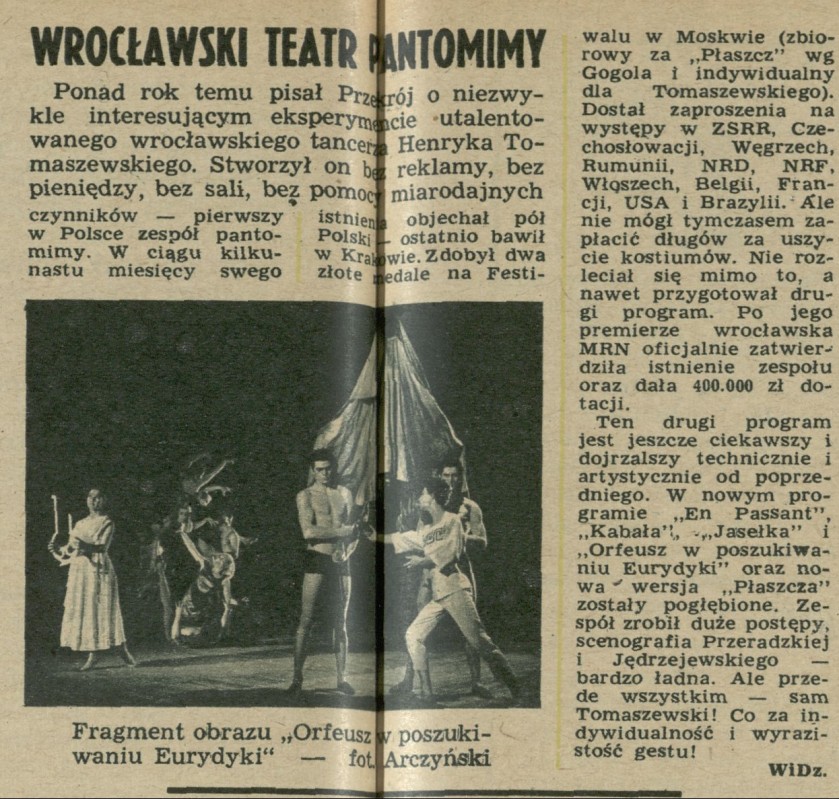 WROCŁAWSKI TEATR PANTOMIMY
Ponad rok temu pisał Przekrój o niezwy-
kle interesującym eksperymencie utalento-
wanego wrocławskiego tancerza Henryka To-
maszewskiego. Stworzył on bez reklamy, bez
pieniędzy, bez sali, bez pomocy miarodajnych
czynników — pierwszy
w Polsce zespół panto-
mimy. W ciągu kilku-
nastu miesięcy swego
istnienia objechał pół
Polski — ostatnio bawił
w Krakowie. Zdobył dwa
złote medale na Festi-
walu w Moskwie (zbio-
rowy za „Płaszcz" wg
Gogola i indywidualny
dla Tomaszewskiego).
Dostał zaproszenia na
występy w ZSRR, Cze-
chosłowacji, Węgrzech,
Rumunii, NRD, NRF,
Włoszech, Belgii, Fran-
cji, USA i Brazylii. Ale
nie mógł tymczasem za-
płacić długów za uszy-
cie kostiumów. Nie roz-
leciał się mimo to, a
nawet przygotował dru-
gi program. Po jego
premierze wrocławska
MRN oficjalnie zatwier-
dziła istnienie zespołu
oraz dała 400.000 zł do-
tacji.
Ten drugi program
jest jeszcze ciekawszy i
dojrzalszy technicznie i
artystycznie od poprze-
dniego. W nowym pro-
gramie „En Passant",
„Kabała", „Jasełka" i
„Orfeusz w poszukiwa-
niu Eurydyki" oraz no-
wa wersja „Płaszcza"
zostały pogłębione. Ze-
spół zrobił duże postępy,
scenografia Przeradzkiej
i Jędrzejewskiego —
bardzo ładna. Ale prze-
de wszystkim — sam
Tomaszewski! Co za in-
dywidualność i wyrazi-
stość gestu!
WiDz.
Fragment obrazu „Orfeusz w poszuki-
waniu Eurydyki" — fot. Arczyński